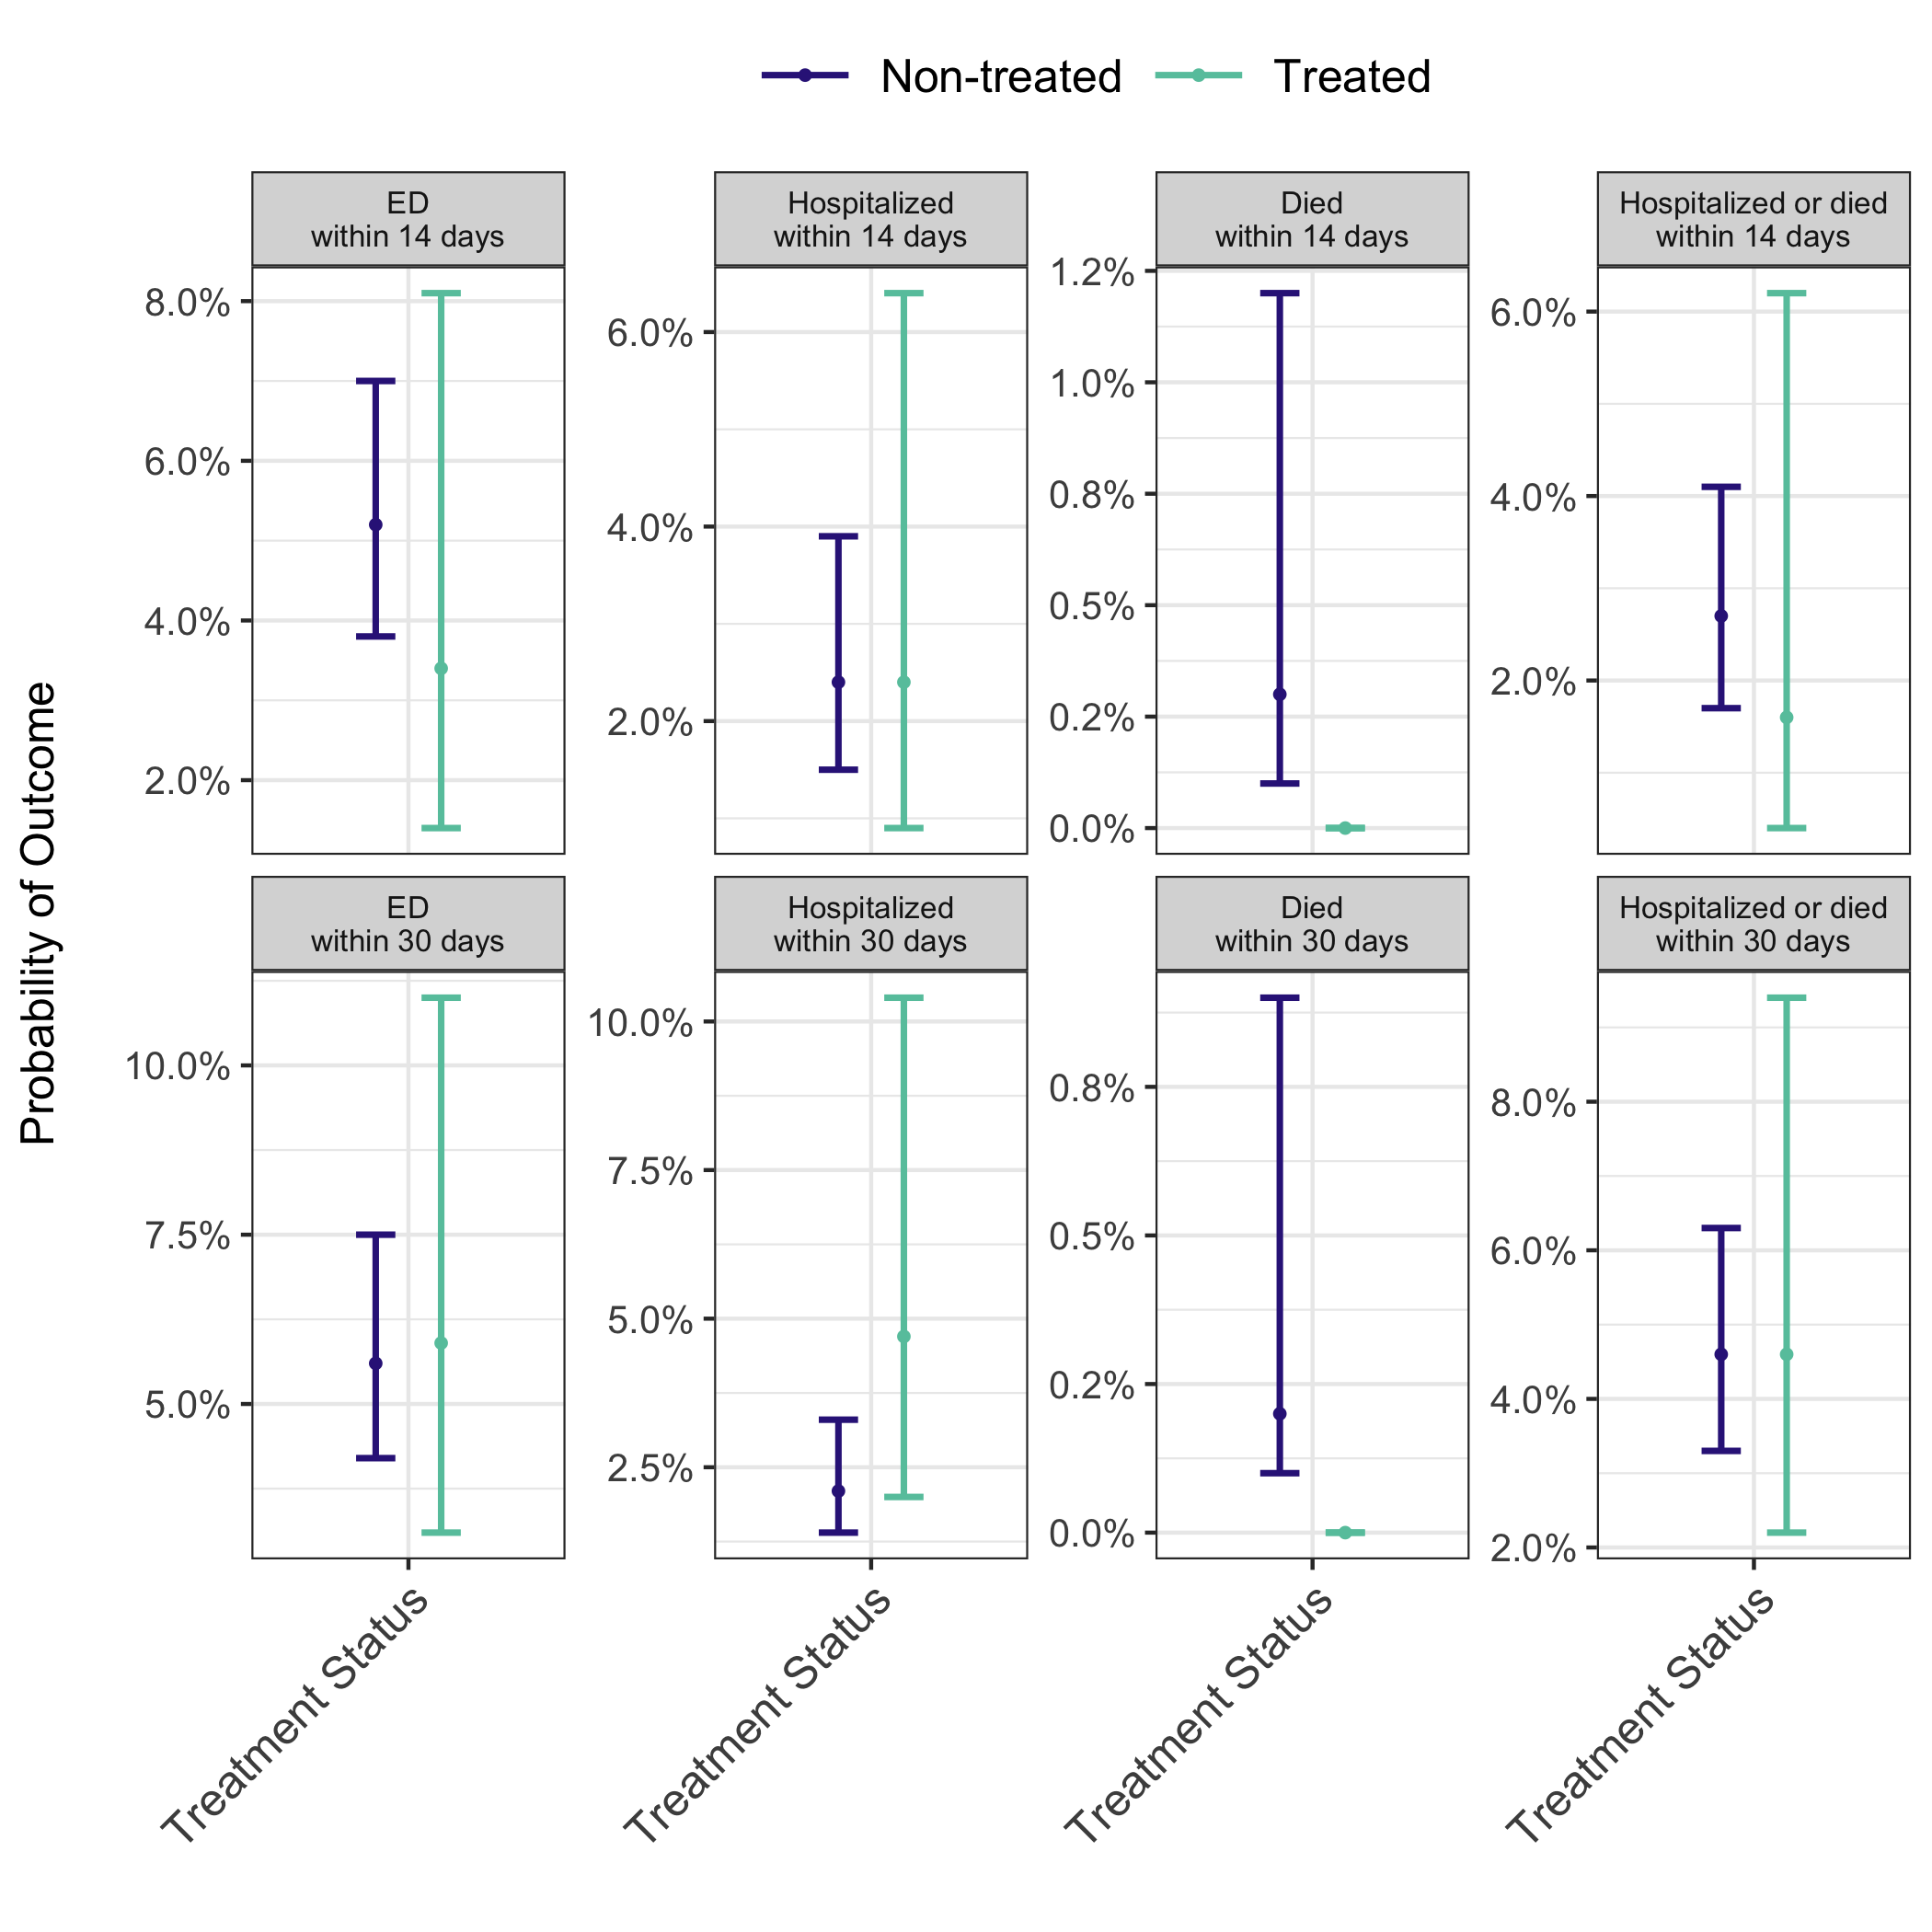 Non-treated
Treated
Probability of Outcome
ED
within 14 days
8.0%
6.0%
4.0%
2.0%
Hospitalized
within 14 days
6.0%
4.0%
2.0%
Died
within 14 days
1.2%
1.0%
0.8%
0.5%
0.2%
0.0%
Hospitalized or died
within 14 days
6.0%
4.0%
2.0%
ED
within 30 days
10.0%
7.5%
5.0%
Hospitalized
within 30 days
10.0%
7.5%
5.0%
2.5%
Died
within 30 days
0.8%
0.5%
0.2%
0.0%
Hospitalized or died
within 30 days
8.0%
6.0%
4.0%
2.0%
Treatment Status
Treatment Status
Treatment Status
Treatment Status